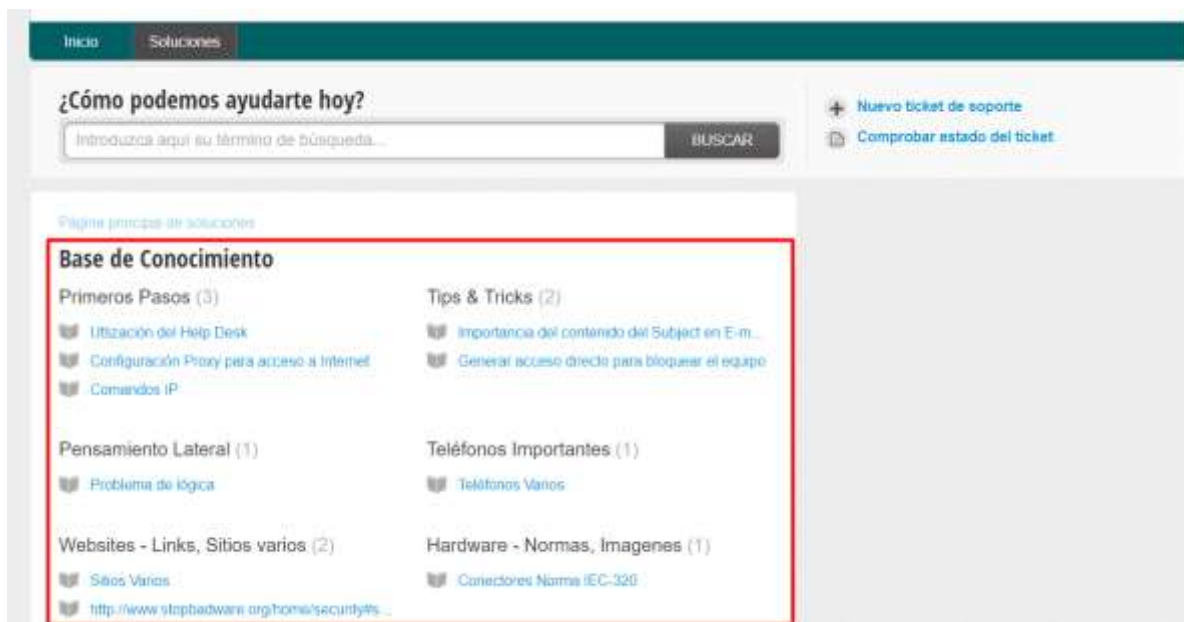 Inicio Soluciones
¿Cómo podemos ayudarte hoy?
Introduzca aquí su término de búsqueda...
BUSCAR
Nuevo ticket de soporte
Comprobar estado del ticket
Página principal de soluciones
Base de Conocimiento
Primeros Pasos (3)
Utilización del Help Desk
Configuración Proxy para acceso a Internet
Comandos IP
Tips & Tricks (2)
Importancia del contenido del Subject en E-m...
Generar acceso directo para bloquear el equipo
Pensamiento Lateral (1)
Problema de lógica
Teléfonos Importantes (1)
Teléfonos Varios
Websites - Links, Sitios varios (2)
Sitios Varios
http://www.stopbadware.org/home/security#s...
Hardware - Normas, Imagenes (1)
Conectores Norma IEC-320